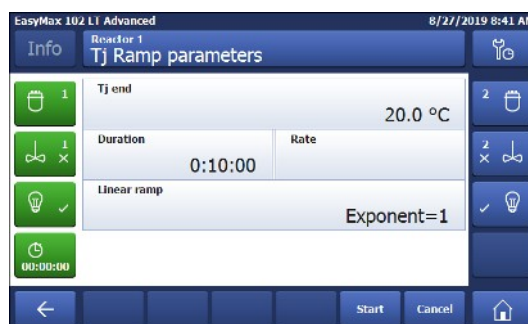 EasyMax 102 LT Advanced 8/27/2019 8:41 AM
Info
Reactor 1
Tj Ramp parameters
1
Tj end
20.0 °C
2
1
Duration
0:10:00
Rate
2
Linear ramp
Exponent=1
00:00:00
Start Cancel